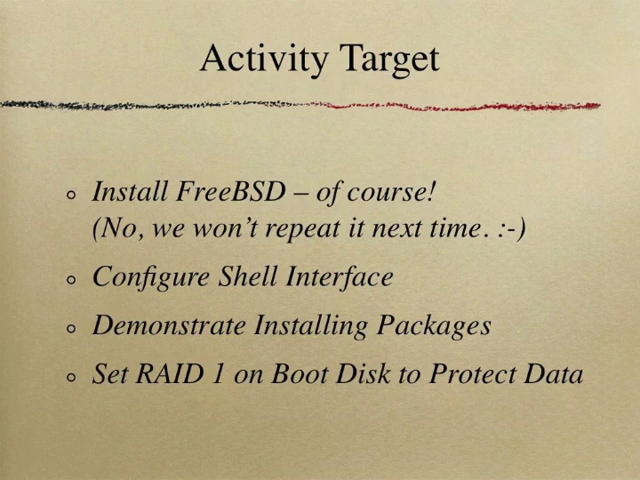 Activity Target
Install FreeBSD – of course!
(No, we won’t repeat it next time. :-)
Configure Shell Interface
Demonstrate Installing Packages
Set RAID 1 on Boot Disk to Protect Data